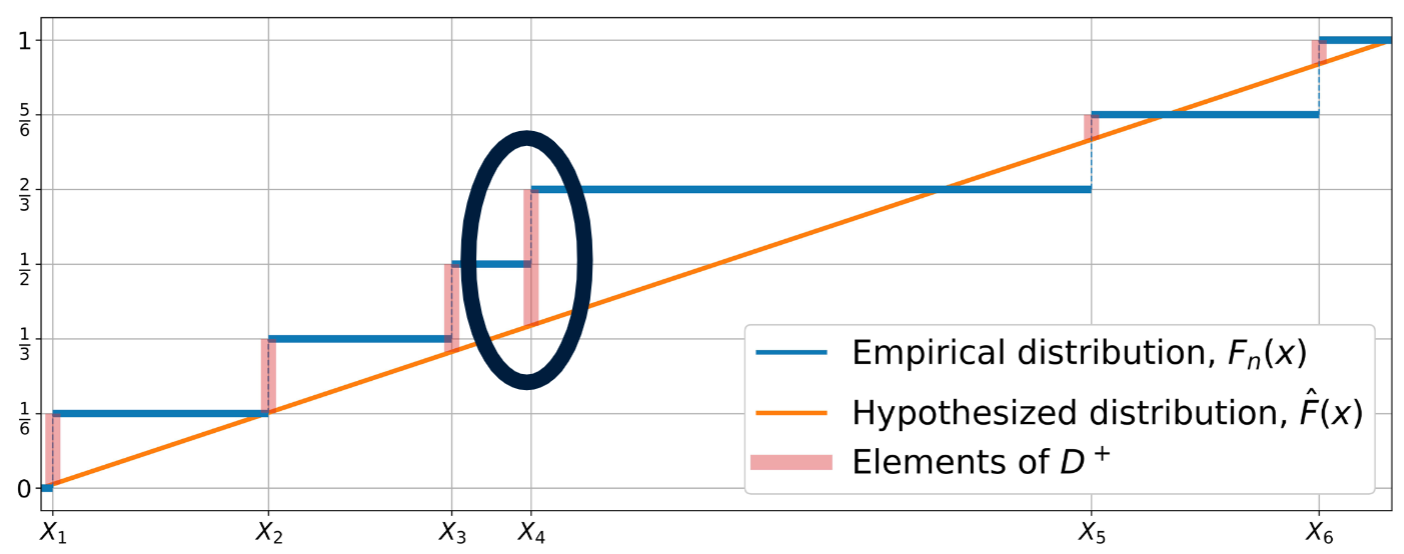 1
5/6
2/3
1/2
1/3
1/6
0
Empirical distribution, Fₙ(x)
Hypothesized distribution, F̂(x)
Elements of D⁺
X₁ X₂ X₃ X₄ X₅ X₆